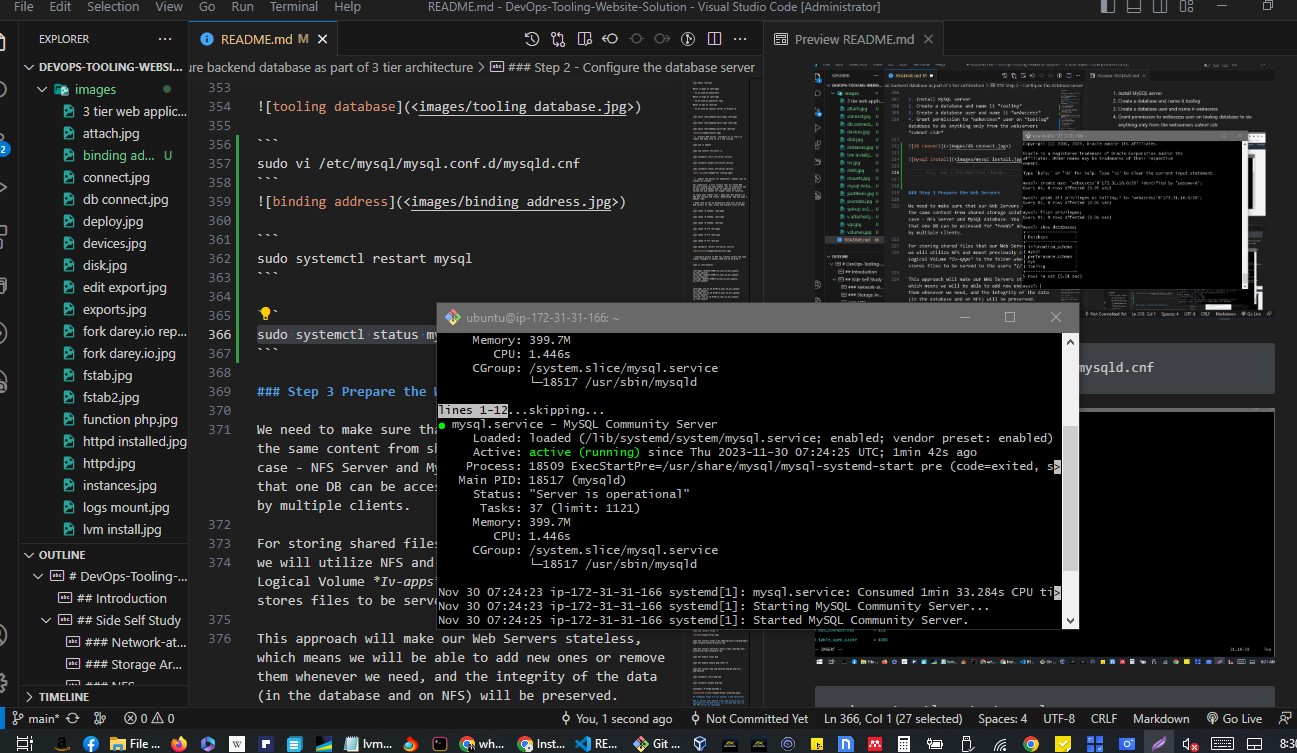 File Edit Selection View Go Run Terminal Help README.md - DevOps-Tooling-Website-Solution - Visual Studio Code [Administrator]
EXPLORER
README.md M
Preview README.md
DEVOPS-TOOLING-WEBSI...
images
3 tier web applic...
attach.jpg
binding ad... U
connect.jpg
db connect.jpg
deploy.jpg
devices.jpg
disk.jpg
edit export.jpg
exports.jpg
fork darey.io rep...
fork darey.io.jpg
fstab.jpg
fstab2.jpg
function php.jpg
httpd installed.jpg
httpd.jpg
instances.jpg
logs mount.jpg
lvm install.jpg
OUTLINE
# DevOps-Tooling-...
## Introduction
## Side Self Study
### Network-at...
### Storage Ar...
TIMELINE
ure backend database as part of 3 tier architecture > ### Step 2 - Configure the database server
353
354 ![tooling database](<images/tooling database.jpg>)
355
356 ```
357 sudo vi /etc/mysql/mysql.conf.d/mysqld.cnf
358 ```
359 ![binding address](<images/binding address.jpg>)
360
361 ```
362 sudo systemctl restart mysql
363 ```
364
365
366 sudo systemctl status my
367 ```
368
369 ### Step 3 Prepare the W
370
371 We need to make sure tha
the same content from sh
case - NFS Server and My
that one DB can be acce
by multiple clients.
372
373 For storing shared files
374 we will utilize NFS and
Logical Volume *Iv-apps*
stores files to be serve
375
376 This approach will make our Web Servers stateless,
which means we will be able to add new ones or remove
them whenever we need, and the integrity of the data
(in the database and on NFS) will be preserved.
mysqld.cnf
ubuntu@ip-172-31-31-166: ~
Memory: 399.7M
CPU: 1.446s
CGroup: /system.slice/mysql.service
└─18517 /usr/sbin/mysqld
lines 1-12...skipping...
● mysql.service - MySQL Community Server
Loaded: loaded (/lib/systemd/system/mysql.service; enabled; vendor preset: enabled)
Active: active (running) since Thu 2023-11-30 07:24:25 UTC; 1min 42s ago
Process: 18509 ExecStartPre=/usr/share/mysql/mysql-systemd-start pre (code=exited, s>
Main PID: 18517 (mysqld)
Status: "Server is operational"
Tasks: 37 (limit: 1121)
Memory: 399.7M
CPU: 1.446s
CGroup: /system.slice/mysql.service
└─18517 /usr/sbin/mysqld
Nov 30 07:24:23 ip-172-31-31-166 systemd[1]: mysql.service: Consumed 1min 33.284s CPU ti>
Nov 30 07:24:23 ip-172-31-31-166 systemd[1]: Starting MySQL Community Server...
Nov 30 07:24:25 ip-172-31-31-166 systemd[1]: Started MySQL Community Server.
main* 0 0 You, 1 second ago Not Committed Yet Ln 366, Col 1 (27 selected) Spaces: 4 UTF-8 CRLF Markdown Go Live
File ... lvm... wh... Inst... RE... Git ...